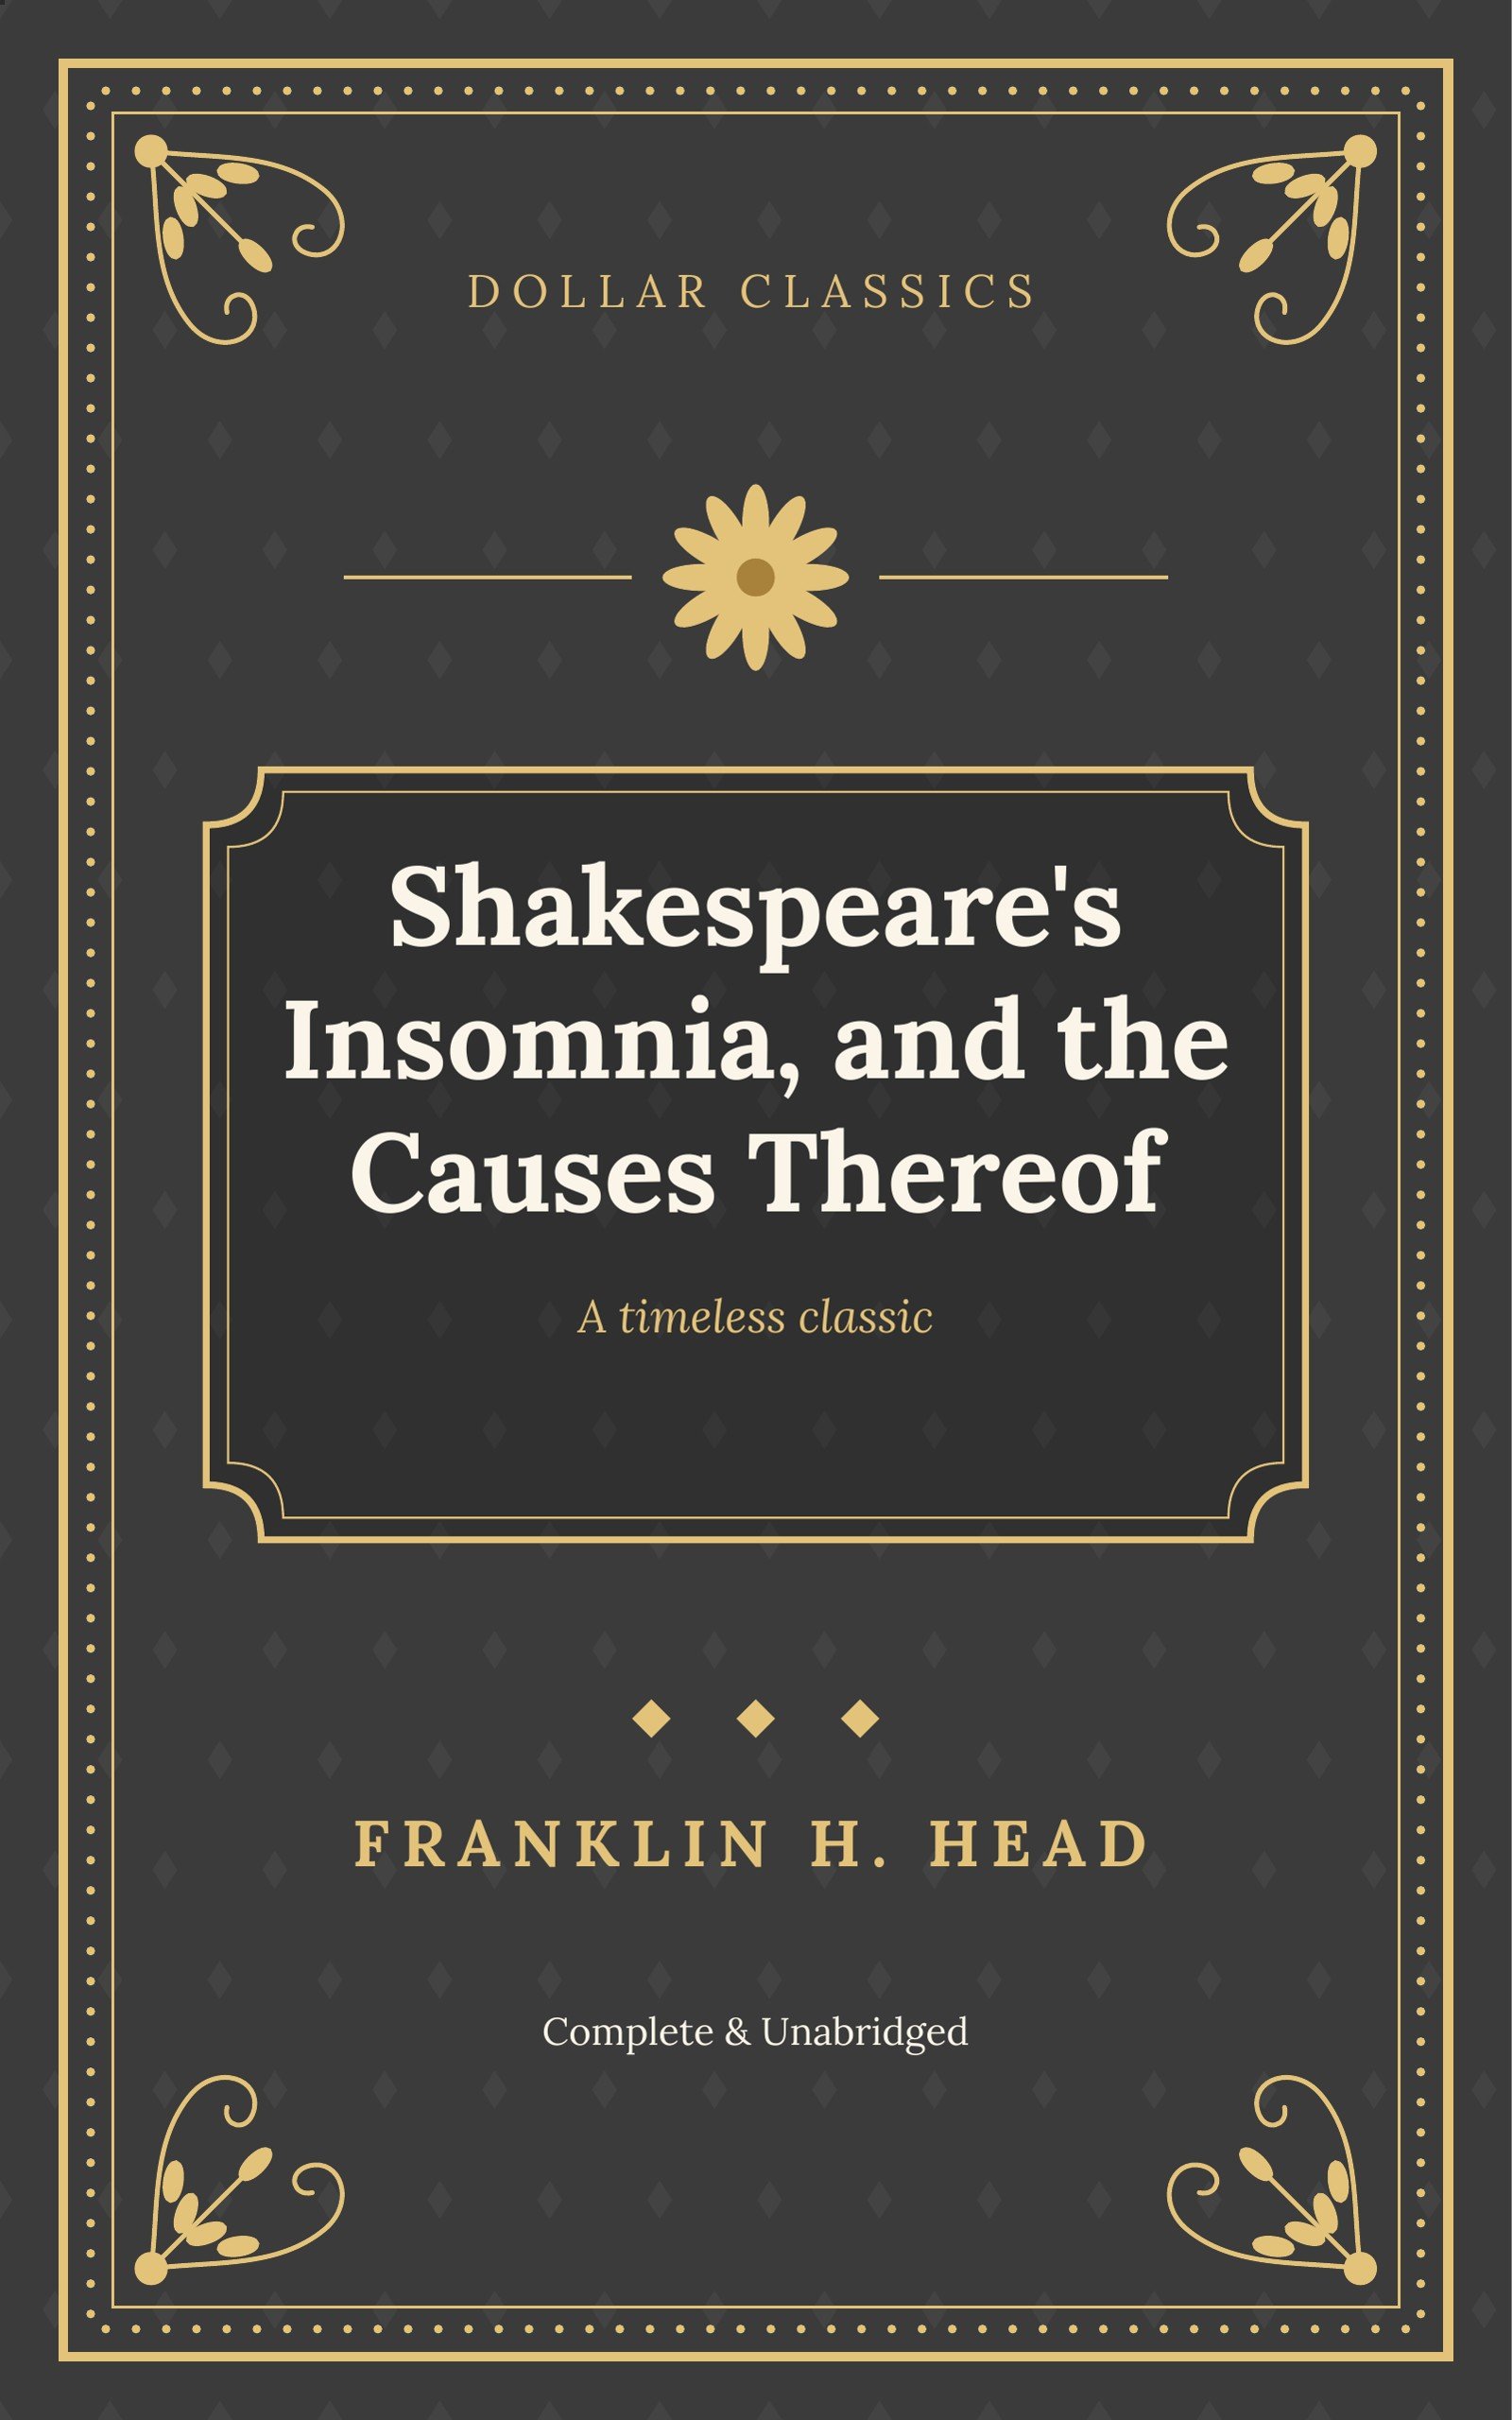 DOLLAR CLASSICS
Shakespeare's
Insomnia, and the
Causes Thereof
A timeless classic
FRANKLIN H. HEAD
Complete & Unabridged